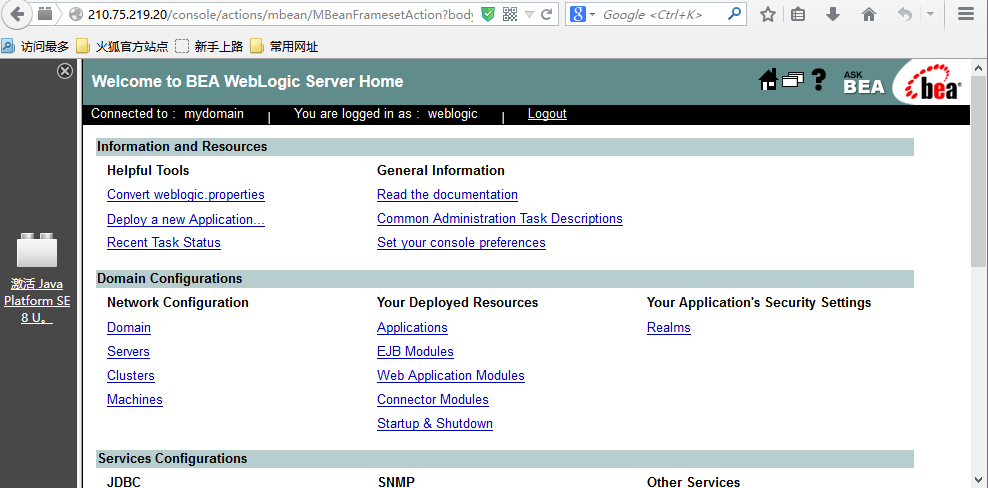 210.75.219.20/console/actions/mbean/MBeanFramesetAction?body
Google <Ctrl+K>
访问最多 火狐官方站点 新手上路 常用网址
激活 Java Platform SE 8 U。
Welcome to BEA WebLogic Server Home
ASK BEA
bea
Connected to : mydomain | You are logged in as : weblogic | Logout
Information and Resources
Helpful Tools General Information
Convert weblogic.properties Read the documentation
Deploy a new Application... Common Administration Task Descriptions
Recent Task Status Set your console preferences
Domain Configurations
Network Configuration Your Deployed Resources Your Application's Security Settings
Domain Applications Realms
Servers EJB Modules
Clusters Web Application Modules
Machines Connector Modules
Startup & Shutdown
Services Configurations
JDBC SNMP Other Services